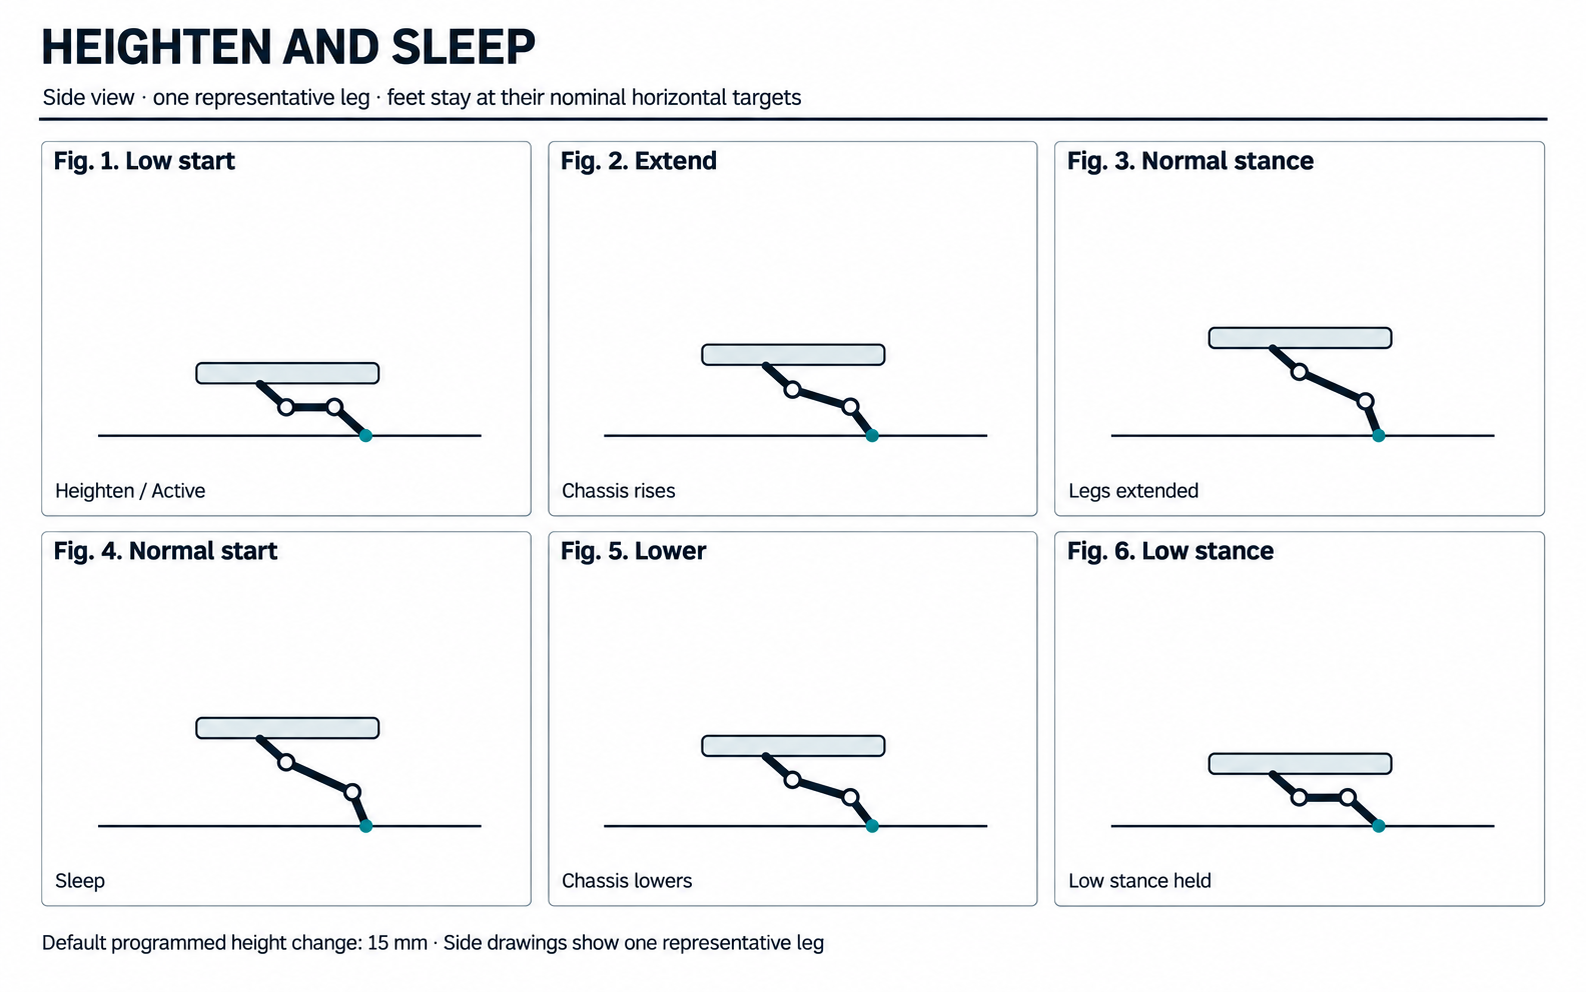 HEIGHTEN AND SLEEP
Side view · one representative leg · feet stay at their nominal horizontal targets
Fig. 1. Low start
Heighten / Active
Fig. 2. Extend
Chassis rises
Fig. 3. Normal stance
Legs extended
Fig. 4. Normal start
Sleep
Fig. 5. Lower
Chassis lowers
Fig. 6. Low stance
Low stance held
Default programmed height change: 15 mm · Side drawings show one representative leg